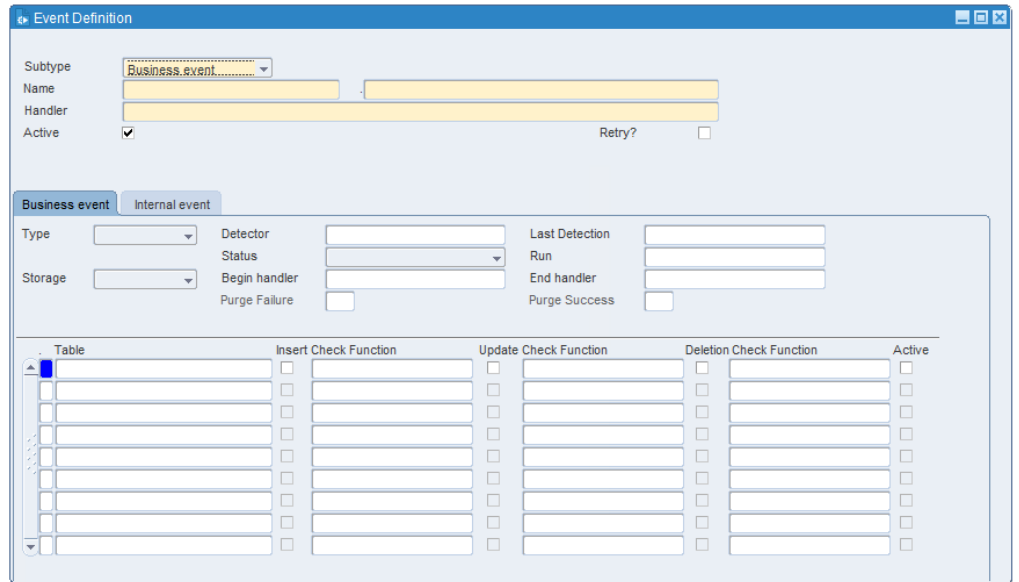 Event Definition
Subtype Business event
Name .
Handler
Active Retry?
Business event Internal event
Type Detector Last Detection
Status Run
Storage Begin handler End handler
Purge Failure Purge Success
. Table Insert Check Function Update Check Function Deletion Check Function Active